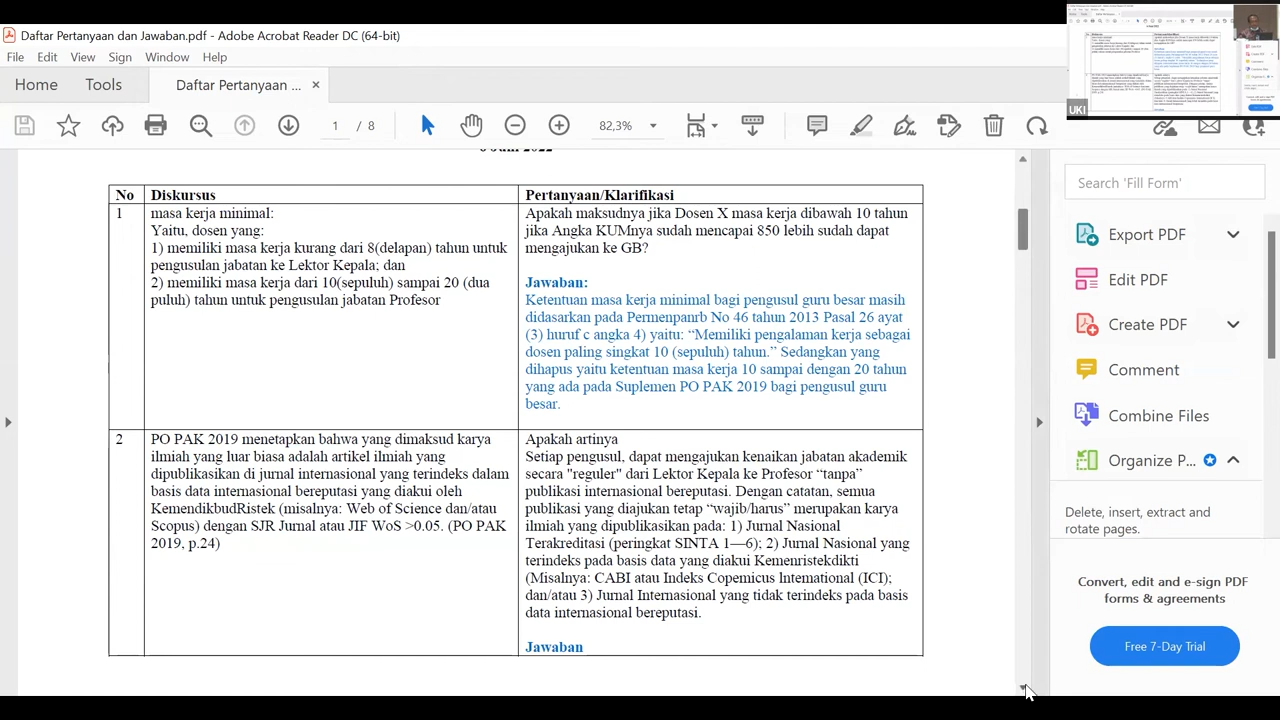 Daftar Pertanyaan dan Jawaban.pdf - Adobe Acrobat Reader DC (64-bit)
File Edit View Sign Window Help
Home Tools Daftar Pertanyaan ... ×
/ 5 82,3%
UKI
6 Juni 2022
No Diskursus Pertanyaan/Klarifikasi
1 masa kerja minimal:
Yaitu, dosen yang:
1) memiliki masa kerja kurang dari 8(delapan) tahun untuk
pengusulan jabatan ke Lektor Kepala; dan
2) memiliki masa kerja dari 10(sepuluh) sampai 20 (dua
puluh) tahun untuk pengusulan jabatan Profesor
Apakah maksudnya jika Dosen X masa kerja dibawah 10 tahun
jika Angka KUMnya sudah mencapai 850 lebih sudah dapat
mengajukan ke GB?
Jawaban:
Ketentuan masa kerja minimal bagi pengusul guru besar masih
didasarkan pada Permenpanrb No 46 tahun 2013 Pasal 26 ayat
(3) huruf c angka 4) yaitu: “Memiliki pengalaman kerja sebagai
dosen paling singkat 10 (sepuluh) tahun.” Sedangkan yang
dihapus yaitu ketentuan masa kerja 10 sampai dengan 20 tahun
yang ada pada Suplemen PO PAK 2019 bagi pengusul guru
besar.
2 PO PAK 2019 menetapkan bahwa yang dimaksud karya
ilmiah yang luar biasa adalah artikel ilmiah yang
dipublikasikan di jurnal internasional yang terindeks dalam
basis data internasional bereputasi yang diakui oleh
KemendikbudRistek (misalnya: Web of Science dan/atau
Scopus) dengan SJR Jurnal atau JIF WoS >0.05. (PO PAK
2019, p.24)
Apakah artinya
Setiap pengusul, dapat mengajukan kenaikan jabatan akademik
secara "reguler" dari Lektor Kepala ke Profesor “tanpa”
publikasi internasional bereputasi. Dengan catatan, semua
publikasi yang diajukan tetap “wajib/harus” merupakan karya
ilmiah yang dipublikasikan pada: 1) Jurnal Nasional
Terakreditasi (peringkat SINTA 1—6); 2) Jurnal Nasional yang
terindeks pada basis data yang diakui Kemenristekdikti
(Misalnya: CABI atau Indeks Copemicus lntemational (ICI);
dan/atau 3) Jurnal Internasional yang tidak terindeks pada basis
data internasional bereputasi.
Jawaban
Search 'Fill Form'
Export PDF
Edit PDF
Create PDF
Comment
Combine Files
Organize P...
Delete, insert, extract and
rotate pages.
Convert, edit and e-sign PDF
forms & agreements
Free 7-Day Trial